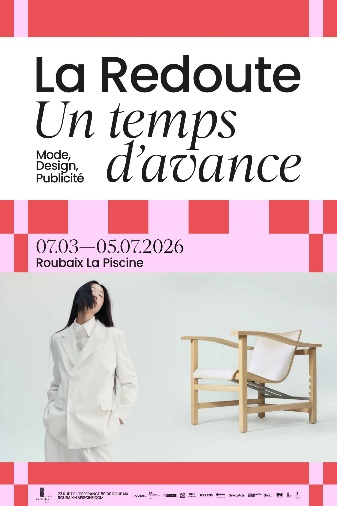 La Redoute
Un temps
d'avance
Mode,
Design,
Publicité
07.03—05.07.2026
Roubaix La Piscine